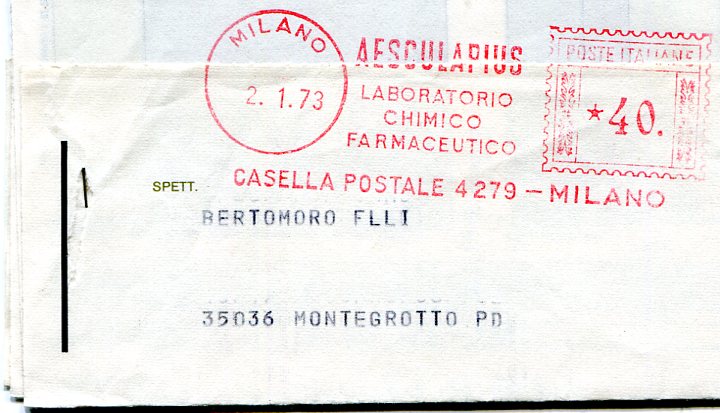 MILANO
2. 1.73
AESCULAPIUS
LABORATORIO
CHIMICO
FARMACEUTICO
POSTE ITALIANE
*40.
CASELLA POSTALE 4279 — MILANO
SPETT.
BERTOMORO FLLI
35036 MONTEGROTTO PD